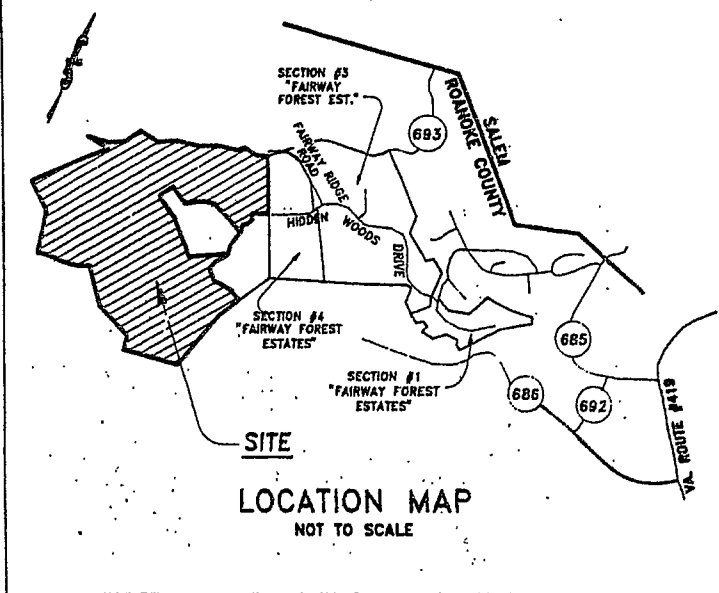 SECTION #3
"FAIRWAY
FOREST EST."
693
SALEM
ROANOKE COUNTY
FAIRWAY RIDGE
ROAD
HIDDEN WOODS DRIVE
SECTION #4
"FAIRWAY FOREST
ESTATES"
SECTION #1
"FAIRWAY FOREST
ESTATES"
685
686
692
VA. ROUTE #419
SITE
LOCATION MAP
NOT TO SCALE